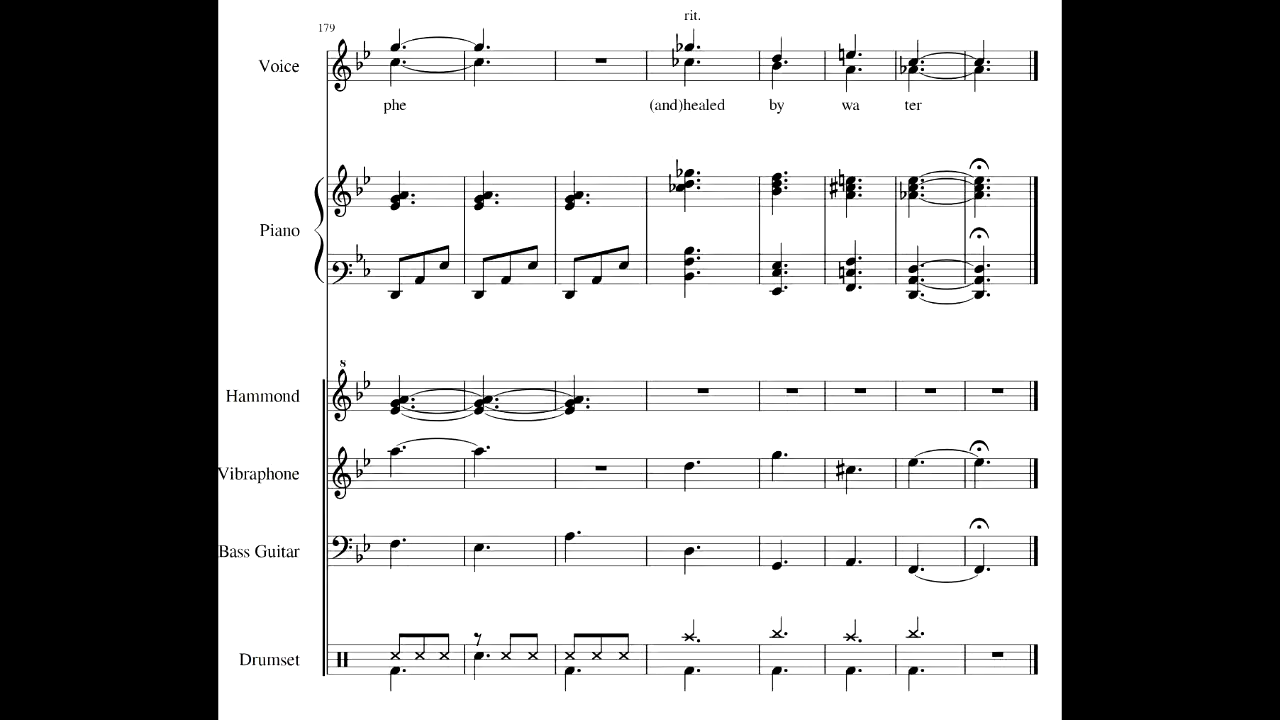 rit.
179
Voice
phe (and)healed by wa ter
Piano
8
Hammond
Vibraphone
Bass Guitar
Drumset